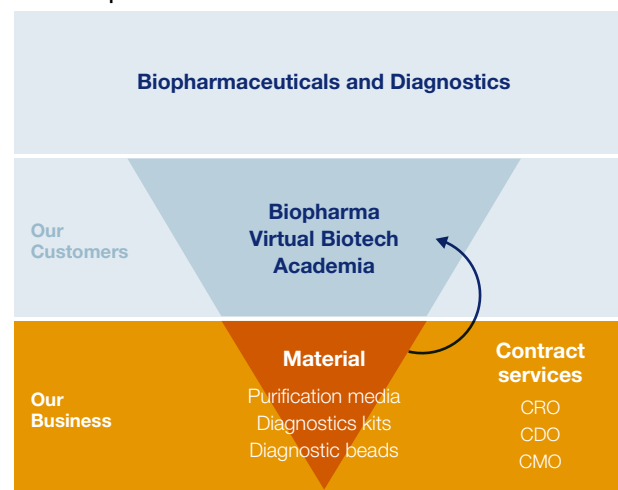 Biopharmaceuticals and Diagnostics
Our
Customers
Biopharma
Virtual Biotech
Academia
Our
Business
Material
Purification media
Diagnostics kits
Diagnostic beads
Contract
services
CRO
CDO
CMO